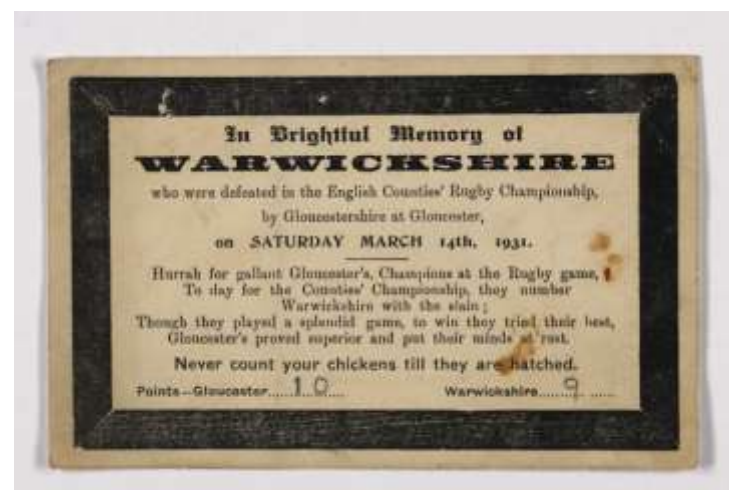 In Brightful Memory of
WARWICKSHIRE
who were defeated in the English Counties' Rugby Championship,
by Gloucestershire at Gloucester,
on SATURDAY MARCH 14th, 1931.
Hurrah for gallant Gloucester's, Champions at the Rugby game,
To day for the Counties' Championship, they number
Warwickshire with the slain ;
Though they played a splendid game, to win they tried their best,
Gloucester's proved superior and put their minds at rest.
Never count your chickens till they are hatched.
Points—Gloucester.....10.... Warwickshire.......9 ......